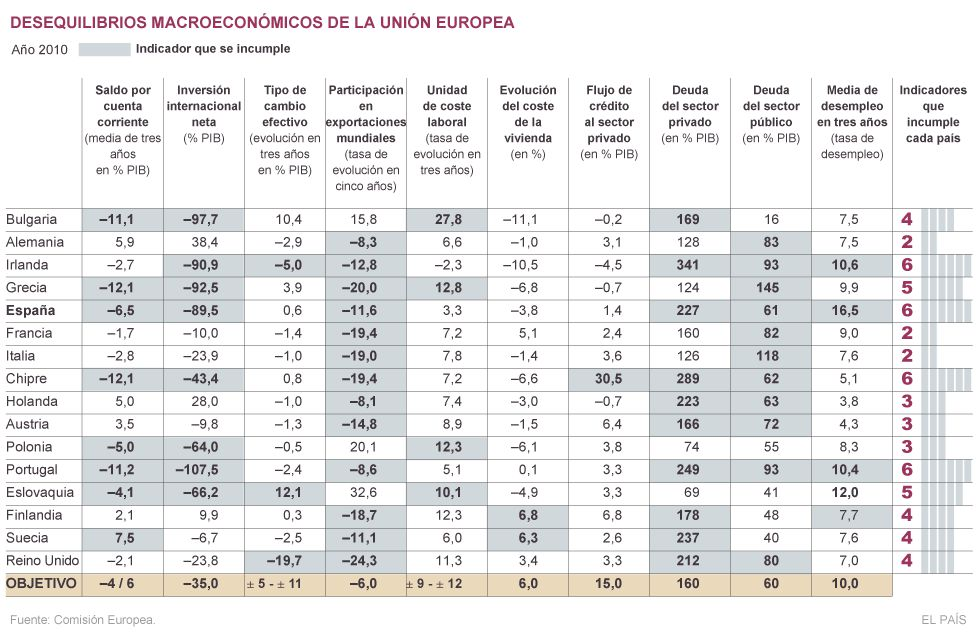 DESEQUILIBRIOS MACROECONÓMICOS DE LA UNIÓN EUROPEA
Año 2010 Indicador que se incumple
Saldo por cuenta corriente (media de tres años en % PIB) Inversión internacional neta (% PIB) Tipo de cambio efectivo (evolución en tres años en % PIB) Participación en exportaciones mundiales (tasa de evolución en cinco años) Unidad de coste laboral (tasa de evolución en tres años) Evolución del coste de la vivienda (en %) Flujo de crédito al sector privado (en % PIB) Deuda del sector privado (en % PIB) Deuda del sector público (en % PIB) Media de desempleo en tres años (tasa de desempleo) Indicadores que incumple cada país
Bulgaria –11,1 –97,7 10,4 15,8 27,8 –11,1 –0,2 169 16 7,5 4
Alemania 5,9 38,4 –2,9 –8,3 6,6 –1,0 3,1 128 83 7,5 2
Irlanda –2,7 –90,9 –5,0 –12,8 –2,3 –10,5 –4,5 341 93 10,6 6
Grecia –12,1 –92,5 3,9 –20,0 12,8 –6,8 –0,7 124 145 9,9 5
España –6,5 –89,5 0,6 –11,6 3,3 –3,8 1,4 227 61 16,5 6
Francia –1,7 –10,0 –1,4 –19,4 7,2 5,1 2,4 160 82 9,0 2
Italia –2,8 –23,9 –1,0 –19,0 7,8 –1,4 3,6 126 118 7,6 2
Chipre –12,1 –43,4 0,8 –19,4 7,2 –6,6 30,5 289 62 5,1 6
Holanda 5,0 28,0 –1,0 –8,1 7,4 –3,0 –0,7 223 63 3,8 3
Austria 3,5 –9,8 –1,3 –14,8 8,9 –1,5 6,4 166 72 4,3 3
Polonia –5,0 –64,0 –0,5 20,1 12,3 –6,1 3,8 74 55 8,3 3
Portugal –11,2 –107,5 –2,4 –8,6 5,1 0,1 3,3 249 93 10,4 6
Eslovaquia –4,1 –66,2 12,1 32,6 10,1 –4,9 3,3 69 41 12,0 5
Finlandia 2,1 9,9 0,3 –18,7 12,3 6,8 6,8 178 48 7,7 4
Suecia 7,5 –6,7 –2,5 –11,1 6,0 6,3 2,6 237 40 7,6 4
Reino Unido –2,1 –23,8 –19,7 –24,3 11,3 3,4 3,3 212 80 7,0 4
OBJETIVO –4 / 6 –35,0 ± 5 - ± 11 –6,0 ± 9 - ± 12 6,0 15,0 160 60 10,0
Fuente: Comisión Europea. EL PAÍS